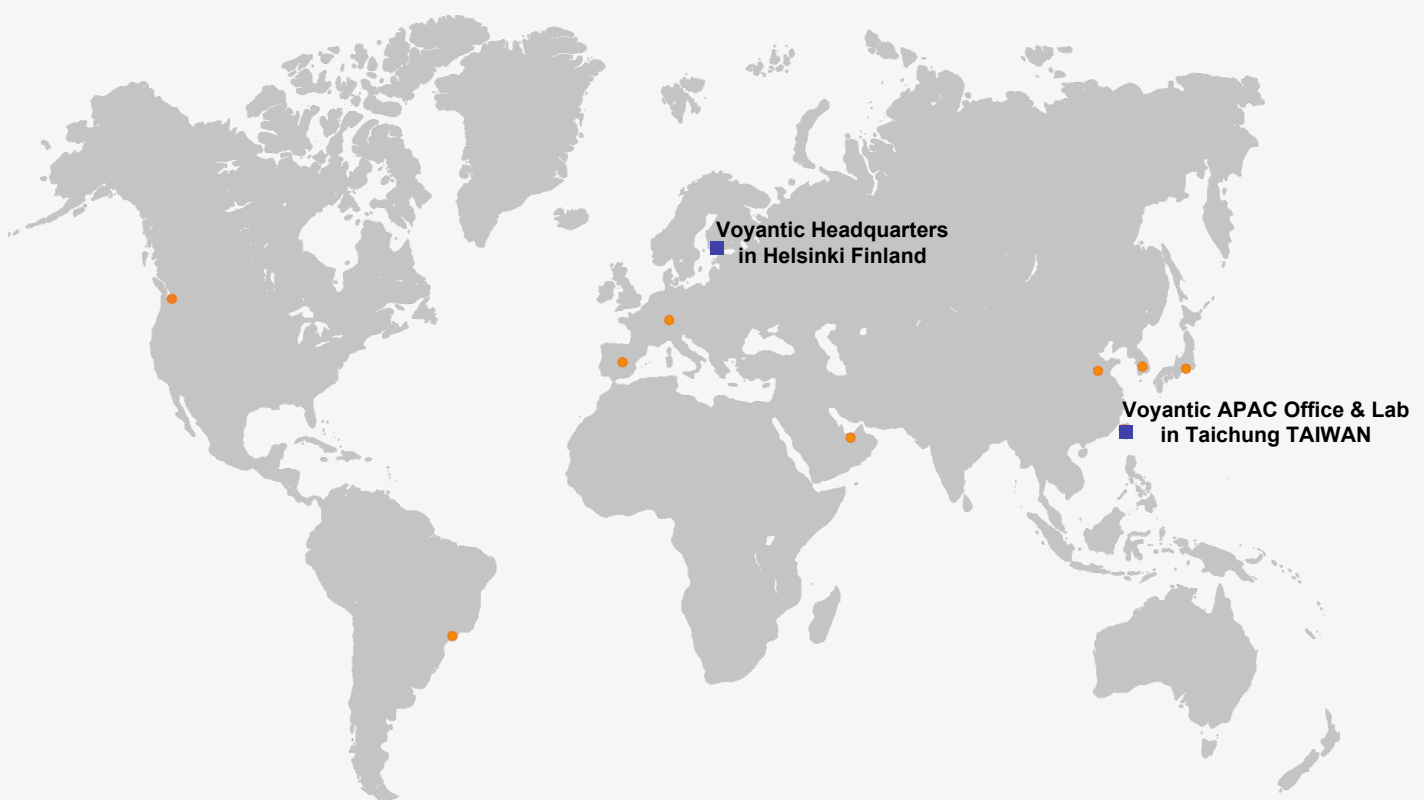 Voyantic Headquarters
in Helsinki Finland
Voyantic APAC Office & Lab
in Taichung TAIWAN